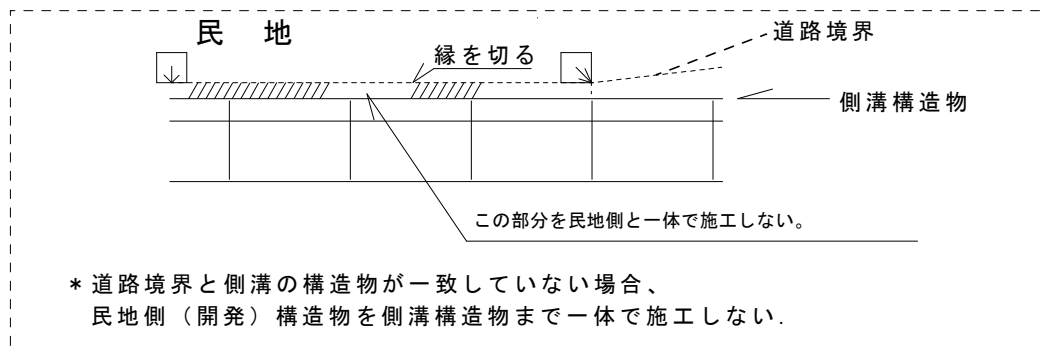 民　地
縁を切る
道路境界
側溝構造物
この部分を民地側と一体で施工しない。
* 道路境界と側溝の構造物が一致していない場合、
民地側（開発）構造物を側溝構造物まで一体で施工しない.